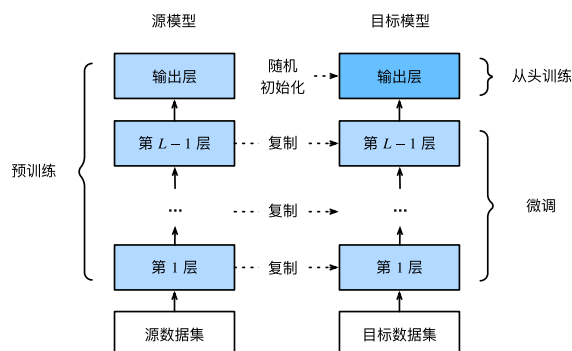 源模型
目标模型
输出层
随机
初始化
输出层
从头训练
第 L − 1 层
复制
第 L − 1 层
预训练
...
复制
...
微调
第 1 层
复制
第 1 层
源数据集
目标数据集